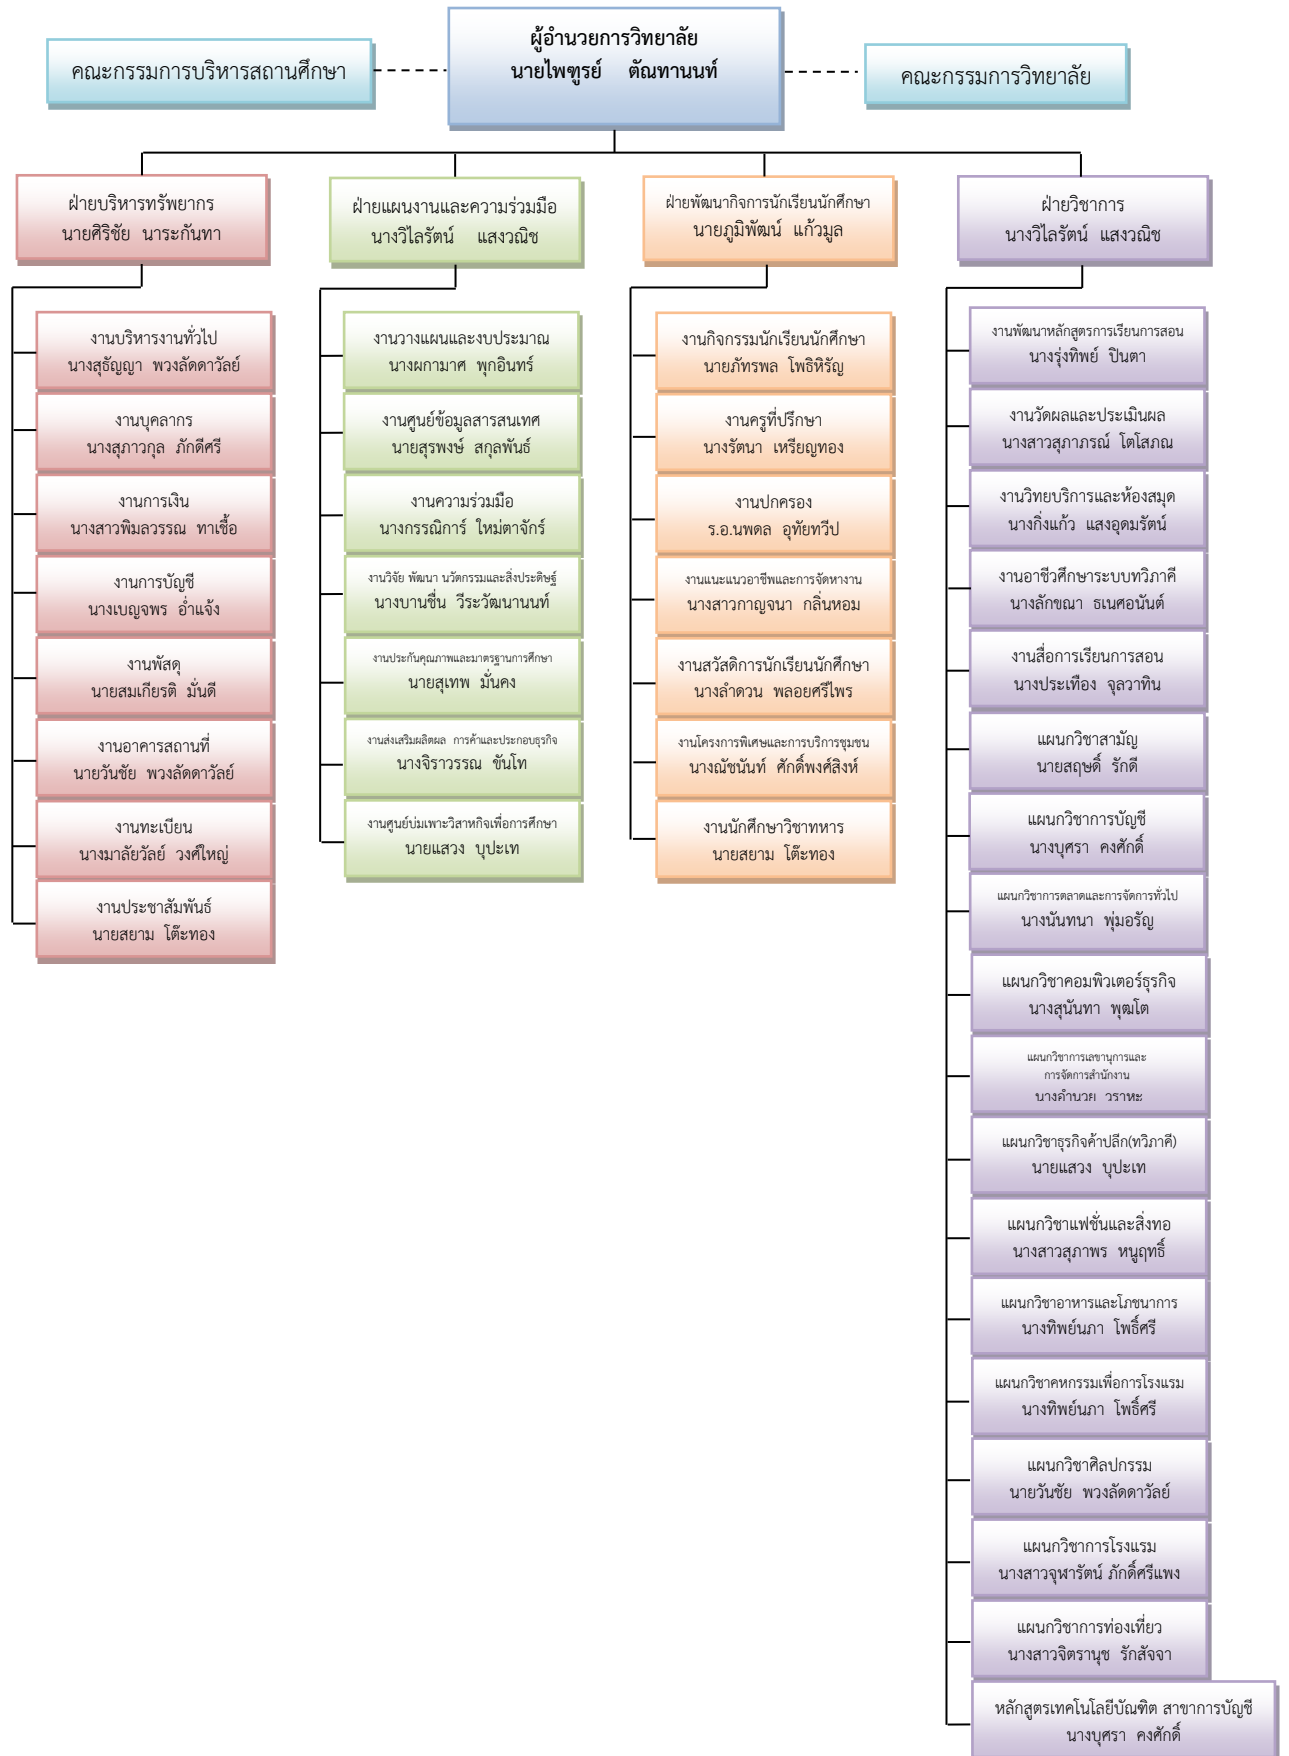 ผู้อำนวยการวิทยาลัย
นายไพฑูรย์ ตัณทานนท์
คณะกรรมการบริหารสถานศึกษา
คณะกรรมการวิทยาลัย
ฝ่ายบริหารทรัพยากร
นายศิริชัย นาระกันทา
งานบริหารงานทั่วไป
นางสุธัญญา พวงลัดดาวัลย์
งานบุคลากร
นางสุภาวกุล ภักดีศรี
งานการเงิน
นางสาวพิมลวรรณ ทาเชื้อ
งานการบัญชี
นางเบญจพร อ่ำแจ้ง
งานพัสดุ
นายสมเกียรติ มั่นดี
งานอาคารสถานที่
นายวันชัย พวงลัดดาวัลย์
งานทะเบียน
นางมาลัยวัลย์ วงศ์ใหญ่
งานประชาสัมพันธ์
นายสยาม โต๊ะทอง
ฝ่ายแผนงานและความร่วมมือ
นางวิไลรัตน์ แสงวณิช
งานวางแผนและงบประมาณ
นางผกามาศ พุกอินทร์
งานศูนย์ข้อมูลสารสนเทศ
นายสุรพงษ์ สกุลพันธ์
งานความร่วมมือ
นางกรรณิการ์ ใหม่ตาจักร์
งานวิจัย พัฒนา นวัตกรรมและสิ่งประดิษฐ์
นางบานชื่น วีระวัฒนานนท์
งานประกันคุณภาพและมาตรฐานการศึกษา
นายสุเทพ มั่นคง
งานส่งเสริมผลิตผล การค้าและประกอบธุรกิจ
นางจิราวรรณ ขันโท
งานศูนย์บ่มเพาะวิสาหกิจเพื่อการศึกษา
นายแสวง บุปะเท
ฝ่ายพัฒนากิจการนักเรียนนักศึกษา
นายภูมิพัฒน์ แก้วมูล
งานกิจกรรมนักเรียนนักศึกษา
นายภัทรพล โพธิหิรัญ
งานครูที่ปรึกษา
นางรัตนา เหรียญทอง
งานปกครอง
ร.อ.นพดล อุทัยทวีป
งานแนะแนวอาชีพและการจัดหางาน
นางสาวกาญจนา กลิ่นหอม
งานสวัสดิการนักเรียนนักศึกษา
นางลำดวน พลอยศรีไพร
งานโครงการพิเศษและการบริการชุมชน
นางณัชนันท์ ศักดิ์พงศ์สิงห์
งานนักศึกษาวิชาทหาร
นายสยาม โต๊ะทอง
ฝ่ายวิชาการ
นางวิไลรัตน์ แสงวณิช
งานพัฒนาหลักสูตรการเรียนการสอน
นางรุ่งทิพย์ ปินตา
งานวัดผลและประเมินผล
นางสาวสุภาภรณ์ โตโสภณ
งานวิทยบริการและห้องสมุด
นางกิ่งแก้ว แสงอุดมรัตน์
งานอาชีวศึกษาระบบทวิภาคี
นางลักขณา ธเนศอนันต์
งานสื่อการเรียนการสอน
นางประเทือง จุลวาทิน
แผนกวิชาสามัญ
นายสฤษดิ์ รักดี
แผนกวิชาการบัญชี
นางบุศรา คงศักดิ์
แผนกวิชาการตลาดและการจัดการทั่วไป
นางนันทนา พุ่มอรัญ
แผนกวิชาคอมพิวเตอร์ธุรกิจ
นางสุนันทา พุฒโต
แผนกวิชาการเลขานุการและ
การจัดการสำนักงาน
นางอำนวย วราหะ
แผนกวิชาธุรกิจค้าปลีก(ทวิภาคี)
นายแสวง บุปะเท
แผนกวิชาแฟชั่นและสิ่งทอ
นางสาวสุภาพร หนูฤทธิ์
แผนกวิชาอาหารและโภชนาการ
นางทิพย์นภา โพธิ์ศรี
แผนกวิชาคหกรรมเพื่อการโรงแรม
นางทิพย์นภา โพธิ์ศรี
แผนกวิชาศิลปกรรม
นายวันชัย พวงลัดดาวัลย์
แผนกวิชาการโรงแรม
นางสาวจุฬารัตน์ ภักดิ์ศรีแพง
แผนกวิชาการท่องเที่ยว
นางสาวจิตรานุช รักสัจจา
หลักสูตรเทคโนโลยีบัณฑิต สาขาการบัญชี
นางบุศรา คงศักดิ์